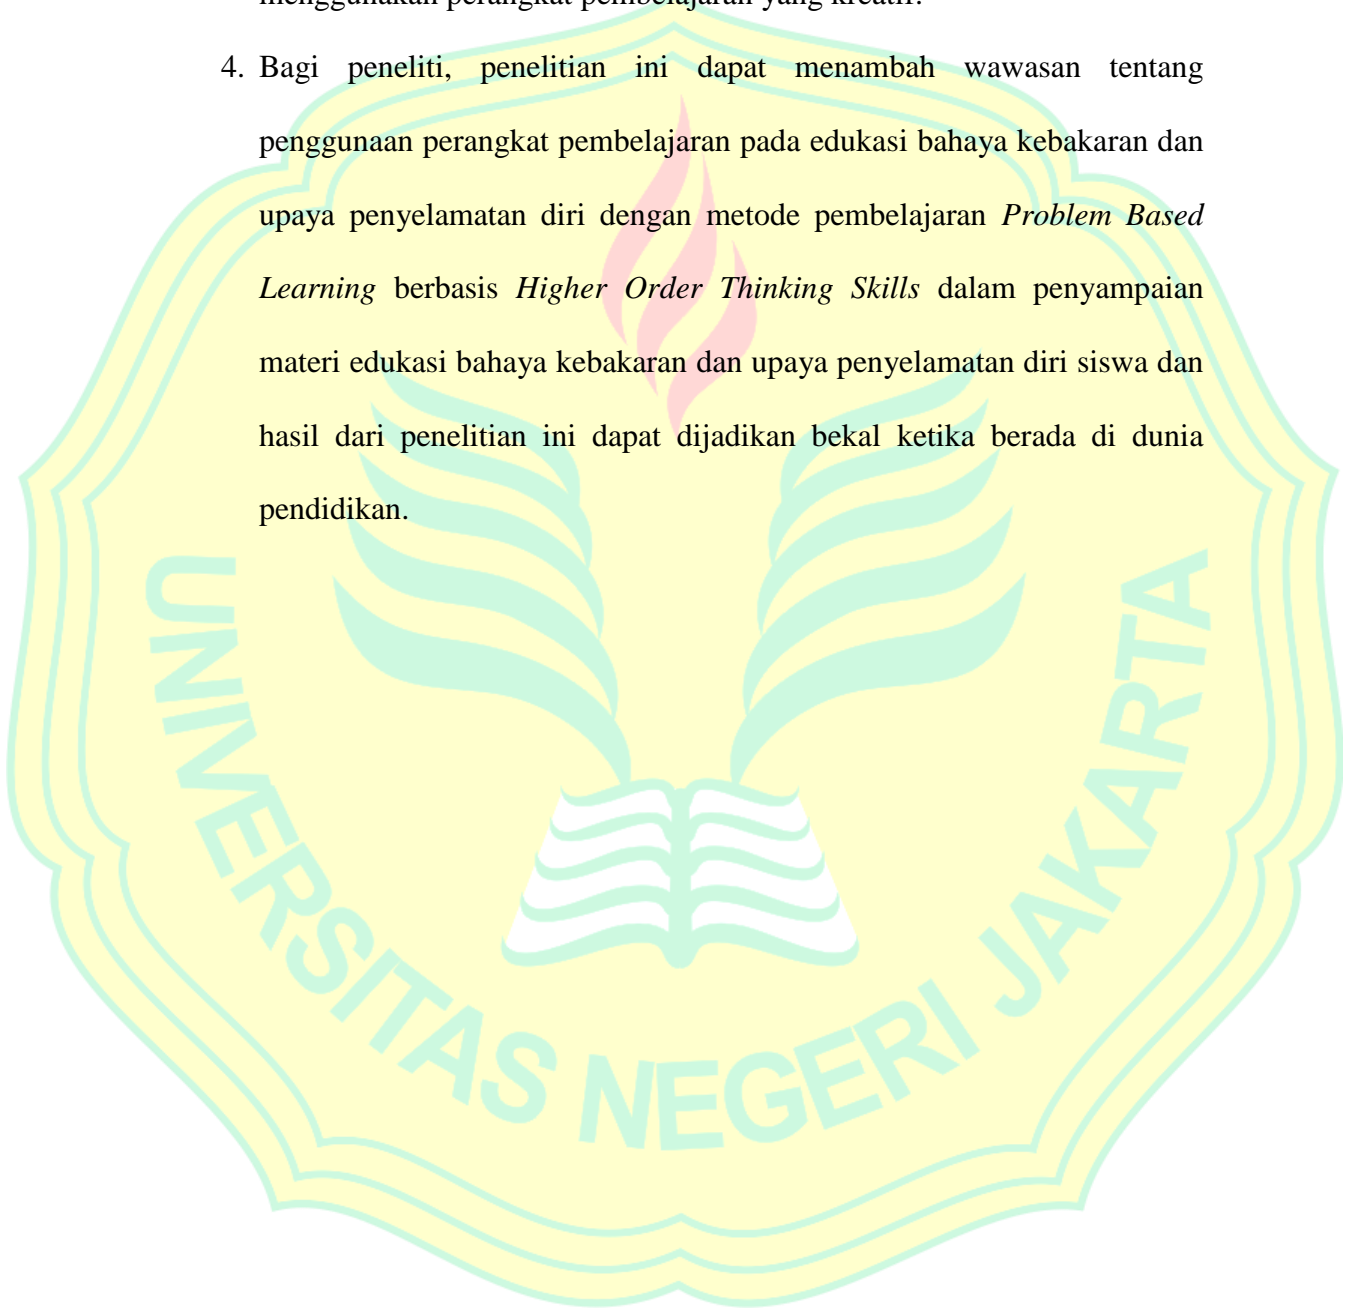 menggunakan perangkat pembelajaran yang kreatif.
4. Bagi peneliti, penelitian ini dapat menambah wawasan tentang
penggunaan perangkat pembelajaran pada edukasi bahaya kebakaran dan
upaya penyelamatan diri dengan metode pembelajaran Problem Based
Learning berbasis Higher Order Thinking Skills dalam penyampaian
materi edukasi bahaya kebakaran dan upaya penyelamatan diri siswa dan
hasil dari penelitian ini dapat dijadikan bekal ketika berada di dunia
pendidikan.
UNIVERSITAS NEGERI JAKARTA